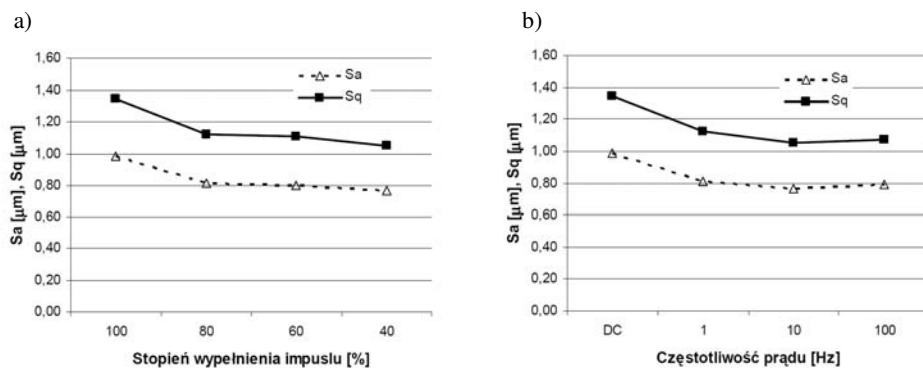 a)
1,60
1,40
1,20
1,00
0,80
0,60
0,40
0,20
0,00
Sa [µm], Sq [µm]
Sa
Sq
100 80 60 40
Stopień wypełnienia impuslu [%]
b)
1,60
1,40
1,20
1,00
0,80
0,60
0,40
0,20
0,00
Sa [µm], Sq [µm]
Sa
Sq
DC 1 10 100
Częstotliwość prądu [Hz]